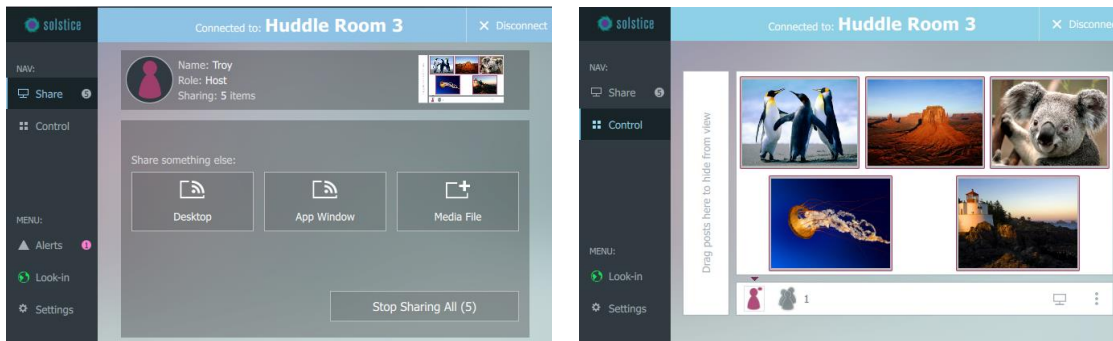 solstice
Connected to: Huddle Room 3
Disconnect
NAV:
Share 5
Control
Name: Troy
Role: Host
Sharing: 5 items
Share something else:
Desktop
App Window
Media File
MENU:
Alerts 1
Look-in
Settings
Stop Sharing All (5)
solstice
Connected to: Huddle Room 3
Disconnec
NAV:
Share 5
Control
Drag posts here to hide from view
MENU:
Look-in
Settings
1